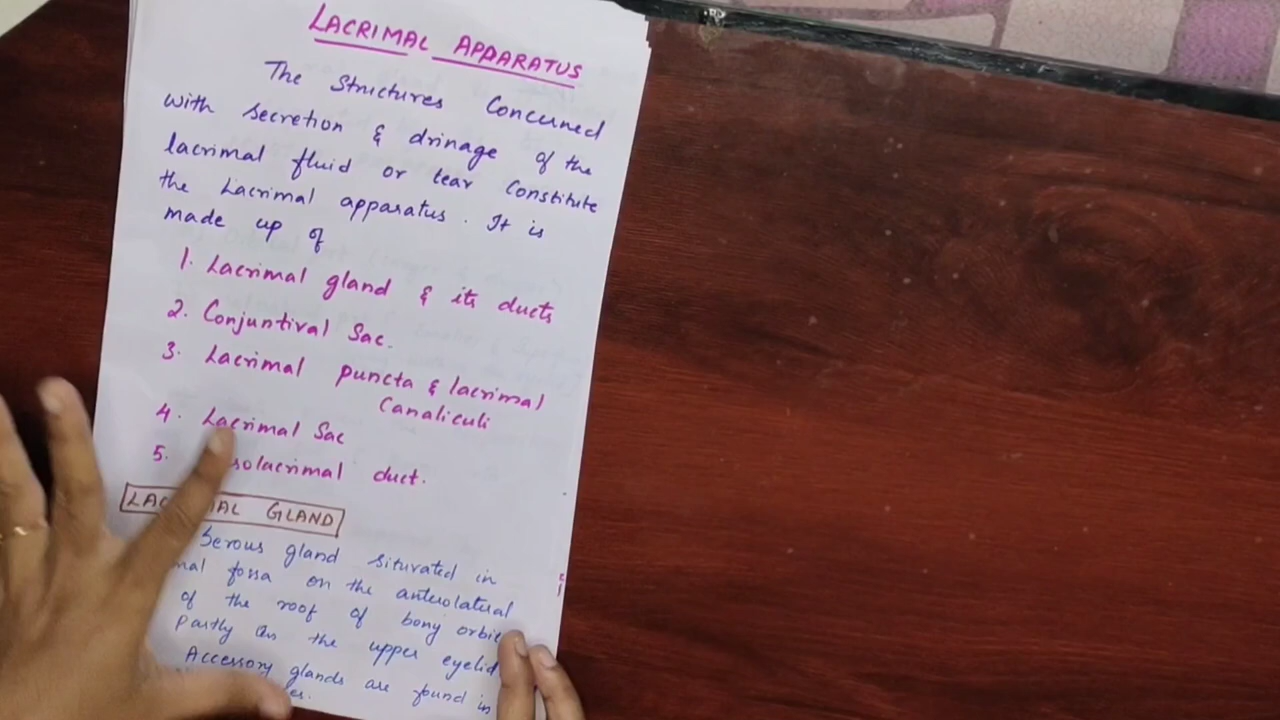 LACRIMAL APPARATUS
The Structures Concerned
with secretion & drinage of the
lacrimal fluid or tear Constitute
the Lacrimal apparatus. It is
made up of
1. Lacrimal gland & its ducts
2. Conjuntival Sac.
3. Lacrimal puncta & lacrimal
Canaliculi
4. Lacrimal Sac
5. solacrimal duct.
GLAND
Serous gland situvated in
fossa on the anterolateral
of the roof of bony orbit
Partly on the upper eyelid
Accessory glands are found in